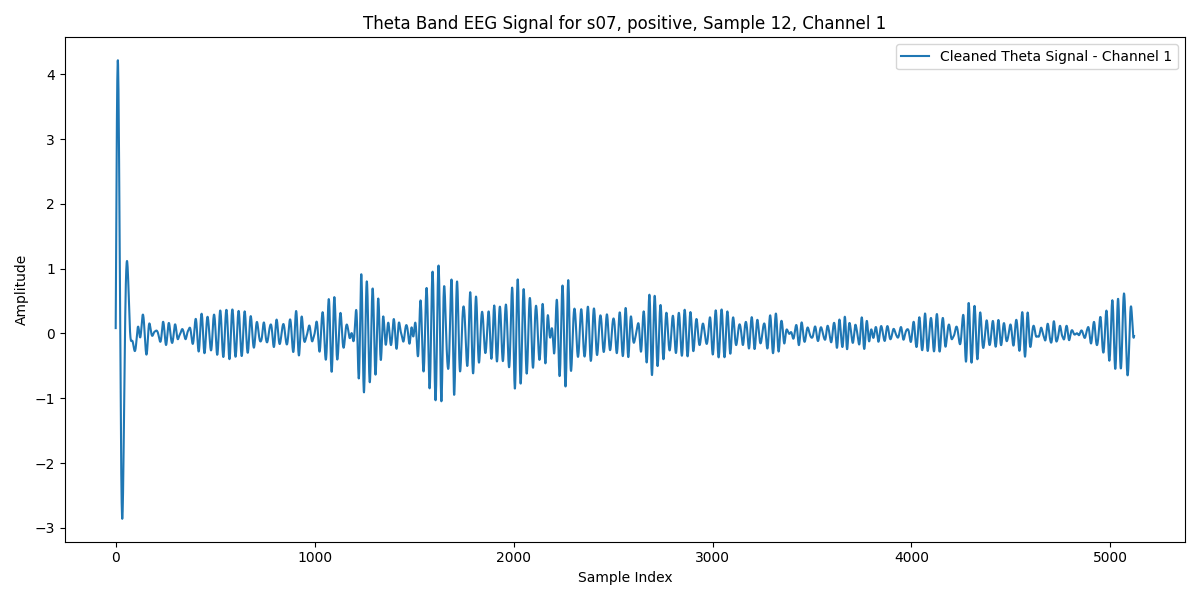 Theta Band EEG Signal for s07, positive, Sample 12, Channel 1
Cleaned Theta Signal - Channel 1
Amplitude
4
3
2
1
0
−1
−2
−3
0 1000 2000 3000 4000 5000
Sample Index